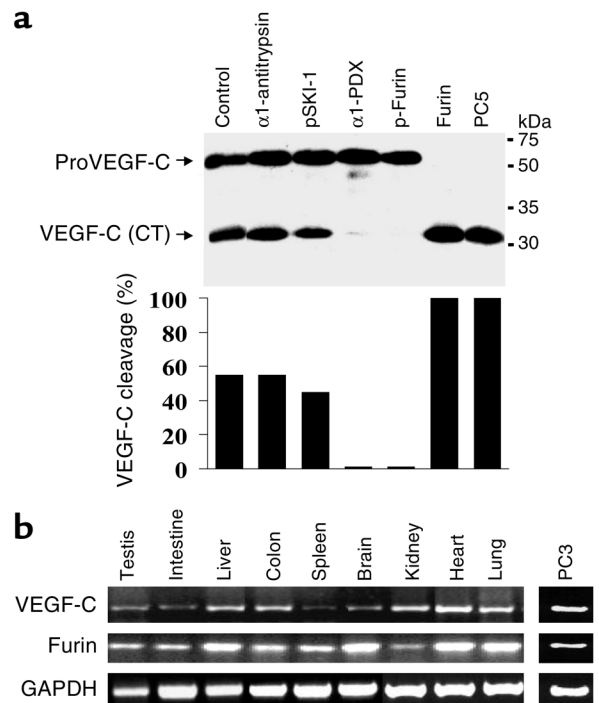 a
Control
α1-antitrypsin
pSKI-1
α1-PDX
p-Furin
Furin
PC5
kDa
75
50
35
30
ProVEGF-C
VEGF-C (CT)
VEGF-C cleavage (%)
100
80
60
40
20
0
b
Testis
Intestine
Liver
Colon
Spleen
Brain
Kidney
Heart
Lung
PC3
VEGF-C
Furin
GAPDH